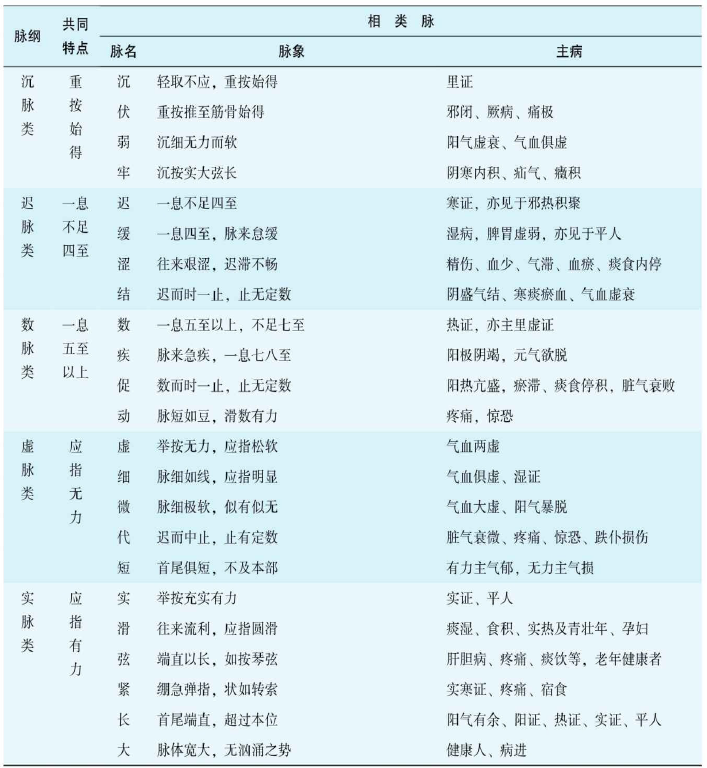 脉纲 共同特点 相类脉
脉名 脉象 主病
沉脉类 重按始得 沉 轻取不应，重按始得 里证
伏 重按推至筋骨始得 邪闭、厥病、痛极
弱 沉细无力而软 阳气虚衰、气血俱虚
牢 沉按实大弦长 阴寒内积、疝气、癥积
迟脉类 一息不足四至 迟 一息不足四至 寒证，亦见于邪热积聚
缓 一息四至，脉来怠缓 湿病，脾胃虚弱，亦见于平人
涩 往来艰涩，迟滞不畅 精伤、血少、气滞、血瘀、痰食内停
结 迟而时一止，止无定数 阴盛气结、寒痰瘀血、气血虚衰
数脉类 一息五至以上 数 一息五至以上，不足七至 热证，亦主里虚证
疾 脉来急疾，一息七八至 阳极阴竭，元气欲脱
促 数而时一止，止无定数 阳热亢盛，瘀滞、痰食停积，脏气衰败
动 脉短如豆，滑数有力 疼痛，惊恐
虚脉类 应指无力 虚 举按无力，应指松软 气血两虚
细 脉细如线，应指明显 气血俱虚、湿证
微 脉细极软，似有似无 气血大虚、阳气暴脱
代 迟而中止，止有定数 脏气衰微、疼痛、惊恐、跌仆损伤
短 首尾俱短，不及本部 有力主气郁，无力主气损
实脉类 应指有力 实 举按充实有力 实证、平人
滑 往来流利，应指圆滑 痰湿、食积、实热及青壮年、孕妇
弦 端直以长，如按琴弦 肝胆病、疼痛、痰饮等，老年健康者
紧 绷急弹指，状如转索 实寒证、疼痛、宿食
长 首尾端直，超过本位 阳气有余、阳证、热证、实证、平人
大 脉体宽大，无汹涌之势 健康人、病进